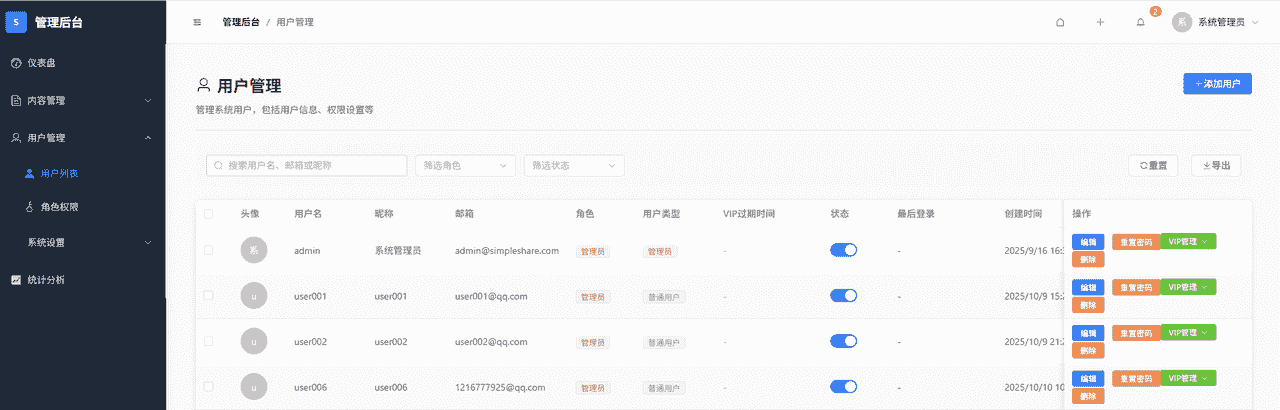 S 管理后台
管理后台 / 用户管理
2
系 系统管理员
仪表盘
内容管理
用户管理
用户列表
角色权限
系统设置
统计分析
用户管理
+ 添加用户
管理系统用户，包括用户信息、权限设置等
搜索用户名、邮箱或昵称 筛选角色 筛选状态 重置 导出
头像 用户名 昵称 邮箱 角色 用户类型 VIP过期时间 状态 最后登录 创建时间 操作
系 admin 系统管理员 admin@simpleshare.com 管理员 管理员 - - 2025/9/16 16: 编辑 重置密码 VIP管理
删除
u user001 user001 user001@qq.com 管理员 普通用户 - - 2025/10/9 15: 编辑 重置密码 VIP管理
删除
u user002 user002 user002@qq.com 管理员 普通用户 - - 2025/10/9 21: 编辑 重置密码 VIP管理
删除
u user006 user006 1216777925@qq.com 管理员 普通用户 - - 2025/10/10 10 编辑 重置密码 VIP管理
删除